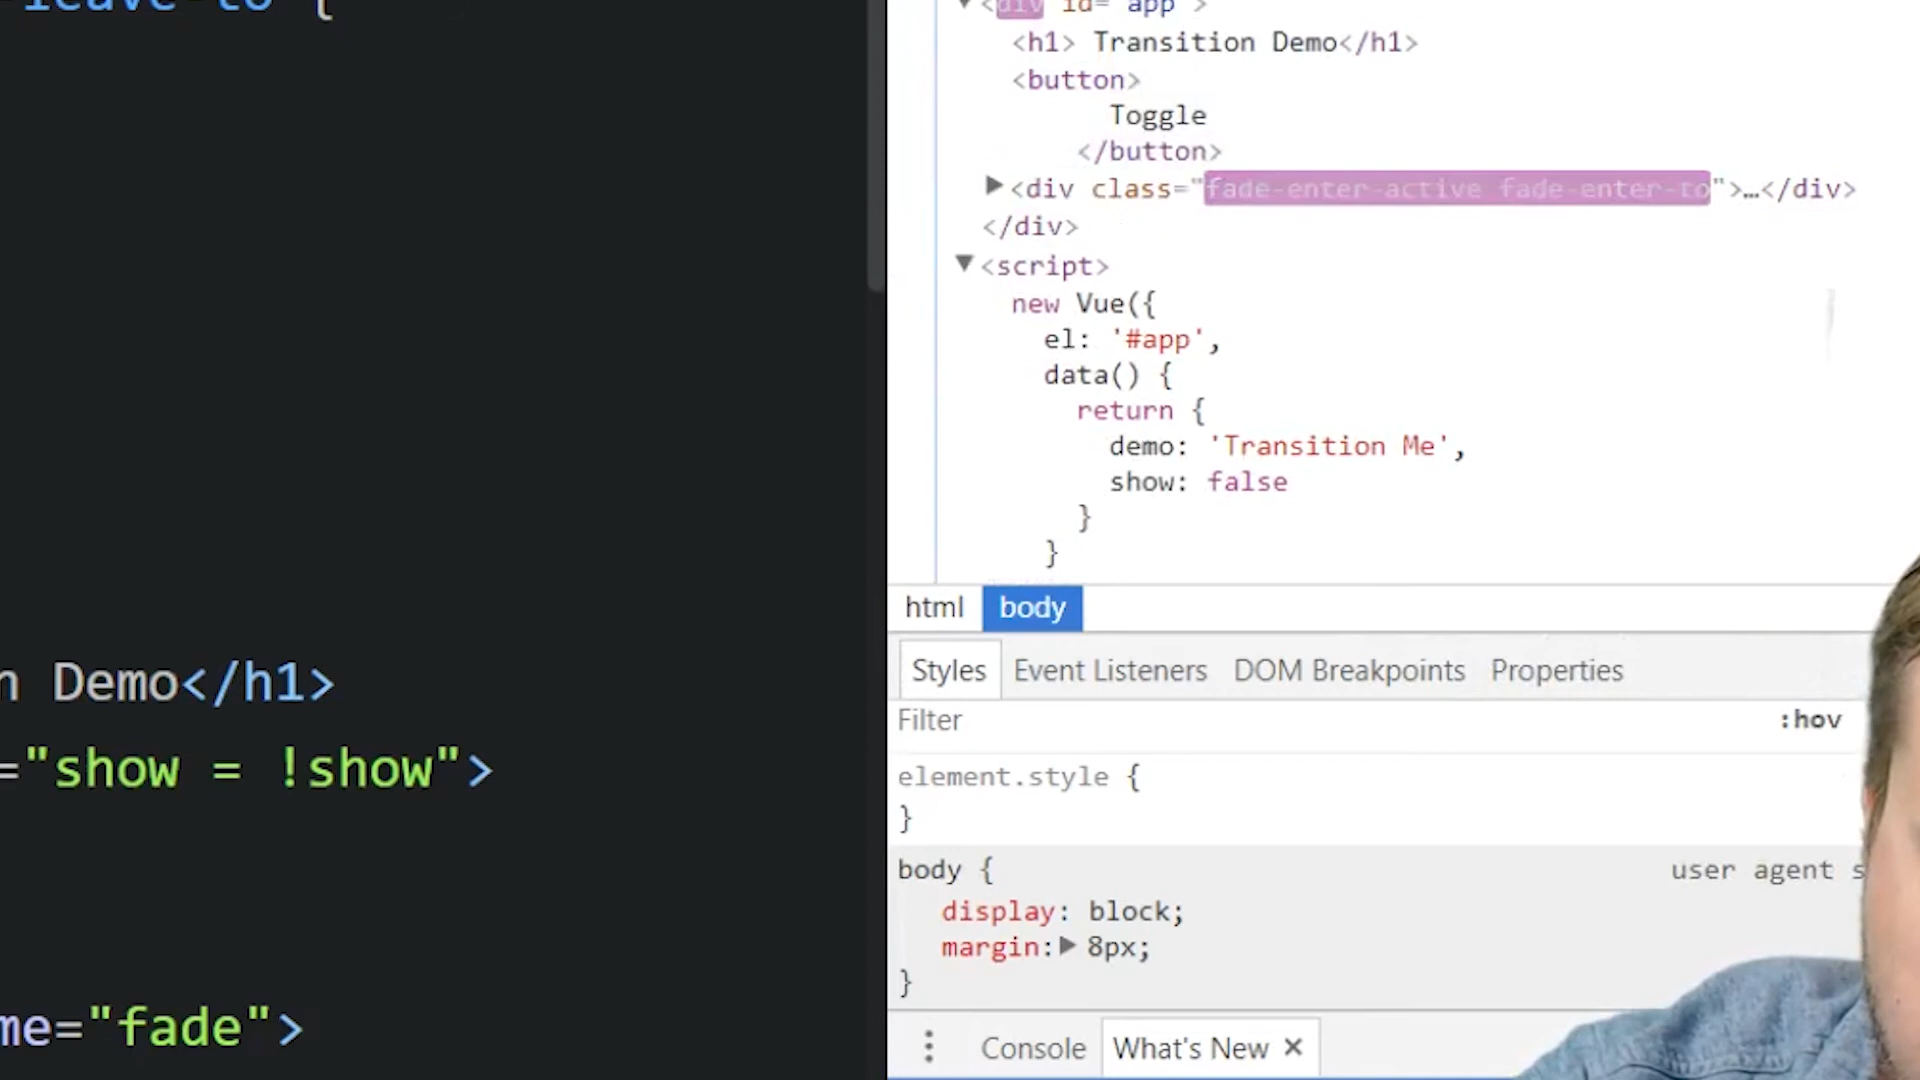 -leave-to {
n Demo</h1>
="show = !show">
me="fade">
<div id="app">
<h1> Transition Demo</h1>
<button>
Toggle
</button>
▶<div class="fade-enter-active fade-enter-to">…</div>
</div>
▼<script>
new Vue({
el: '#app',
data() {
return {
demo: 'Transition Me',
show: false
}
}
html body
Styles Event Listeners DOM Breakpoints Properties
Filter :hov
element.style {
}
body { user agent s
display: block;
margin:▶ 8px;
}
⋮ Console What's New ×